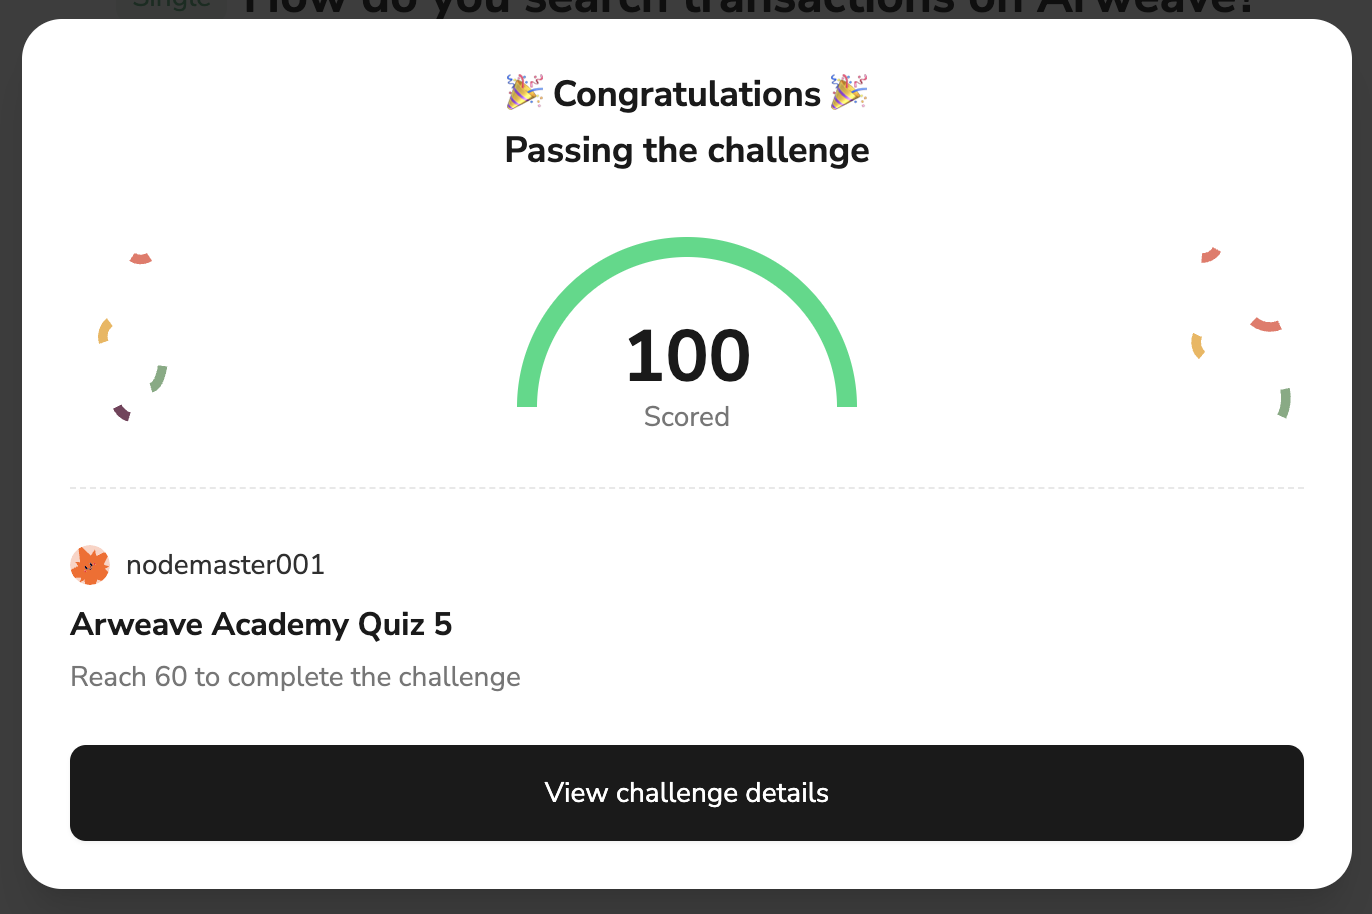 Single How do you search transactions on Arweave?
🎉 Congratulations 🎉
Passing the challenge
100
Scored
nodemaster001
Arweave Academy Quiz 5
Reach 60 to complete the challenge
View challenge details